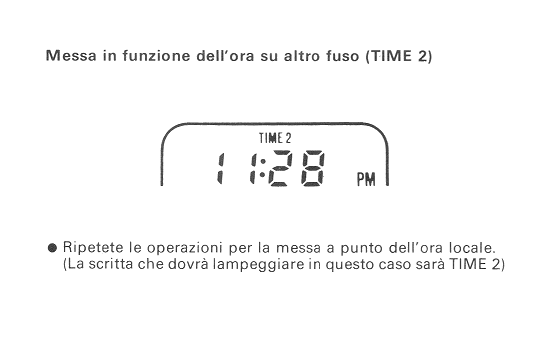 Messa in funzione dell'ora su altro fuso (TIME 2)
TIME 2
11:28 PM
● Ripetete le operazioni per la messa a punto dell'ora locale.
(La scritta che dovrà lampeggiare in questo caso sarà TIME 2)